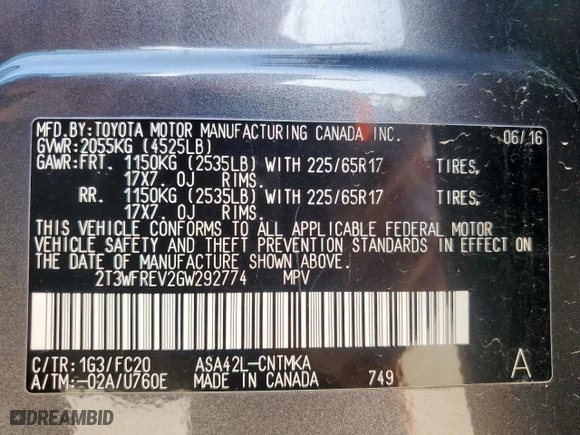 MFD.BY:TOYOTA MOTOR MANUFACTURING CANADA INC. 06/16
GVWR:2055KG (4525LB)
GAWR:FRT. 1150KG (2535LB) WITH 225/65R17 TIRES,
17X7. 0J RIMS.
RR. 1150KG (2535LB) WITH 225/65R17 TIRES,
17X7. 0J RIMS.
THIS VEHICLE CONFORMS TO ALL APPLICABLE FEDERAL MOTOR
VEHICLE SAFETY AND THEFT PREVENTION STANDARDS IN EFFECT ON
THE DATE OF MANUFACTURE SHOWN ABOVE.
2T3WFREV2GW292774 MPV
C/TR:1G3/FC20 ASA42L-CNTMKA A
A/TM:-02A/U760E MADE IN CANADA 749
DREAMBID